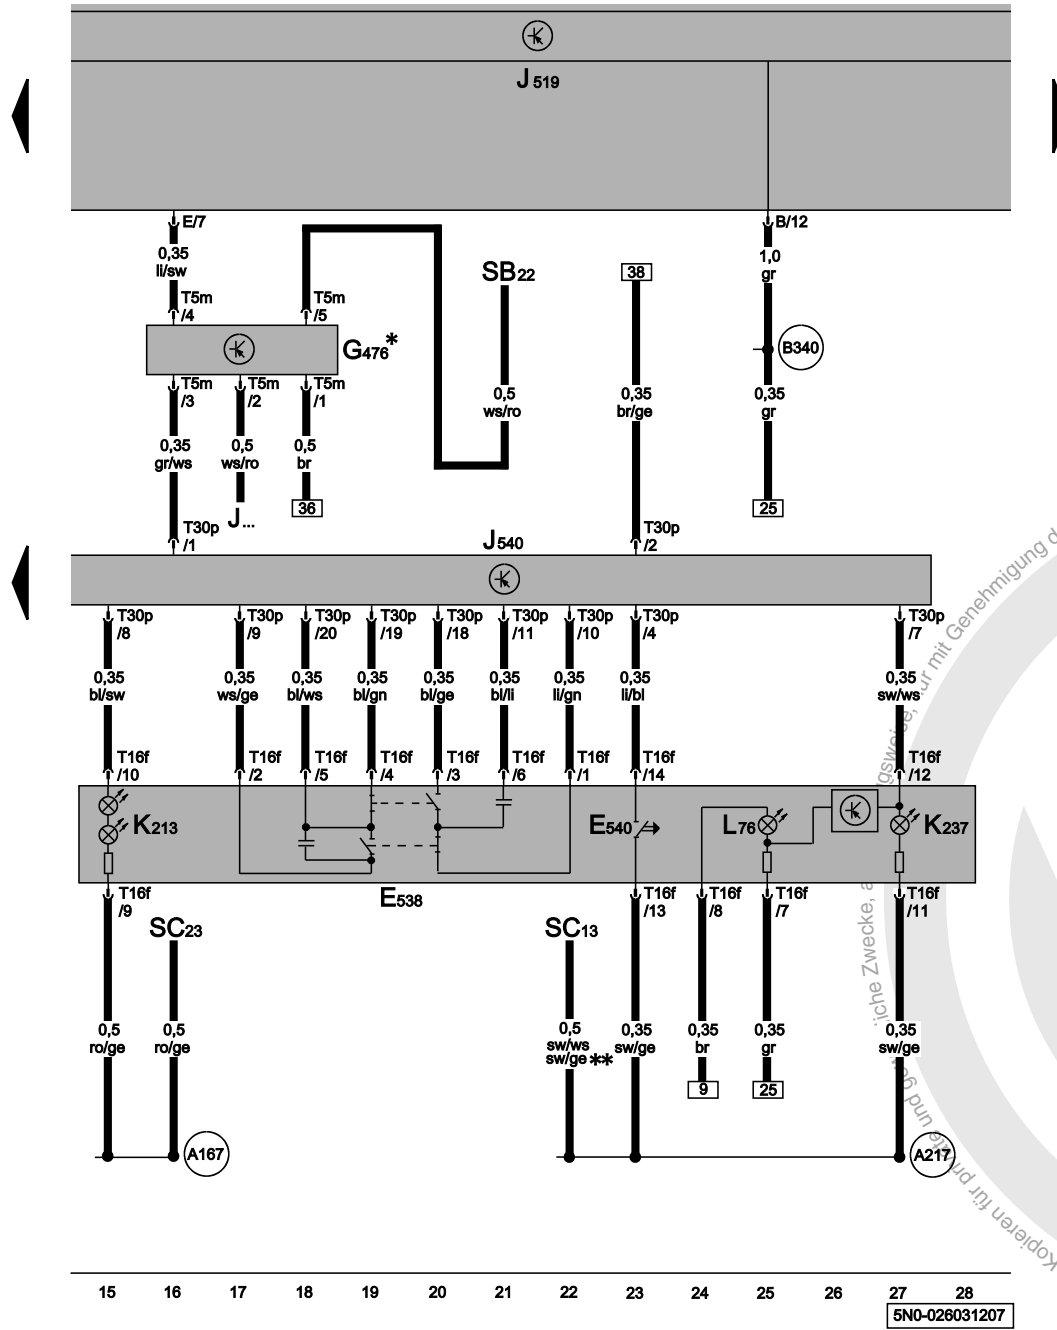 J519
E/7
B/12
0,35
li/sw
1,0
gr
T5m
/4
T5m
/5
SB22
38
G476*
B340
T5m
/3
T5m
/2
T5m
/1
0,5
ws/ro
0,35
br/ge
0,35
gr
0,35
gr/ws
0,5
ws/ro
0,5
br
J...
36
25
T30p
/1
J540
T30p
/2
T30p
/8
T30p
/9
T30p
/20
T30p
/19
T30p
/18
T30p
/11
T30p
/10
T30p
/4
T30p
/7
0,35
bl/sw
0,35
ws/ge
0,35
bl/ws
0,35
bl/gn
0,35
bl/ge
0,35
bl/li
0,35
li/gn
0,35
li/bl
0,35
sw/ws
T16f
/10
T16f
/2
T16f
/5
T16f
/4
T16f
/3
T16f
/6
T16f
/1
T16f
/14
T16f
/12
K213
E540
L76
K237
E538
T16f
/9
T16f
/13
T16f
/8
T16f
/7
T16f
/11
SC23
SC13
0,5
ro/ge
0,5
ro/ge
0,5
sw/ws
sw/ge**
0,35
sw/ge
0,35
br
0,35
gr
0,35
sw/ge
9
25
A167
A217
15 16 17 18 19 20 21 22 23 24 25 26 27 28
5N0-026031207
Kopieren für private und
liche Zwecke, a
gsweise,
ur mit Genehmigung d